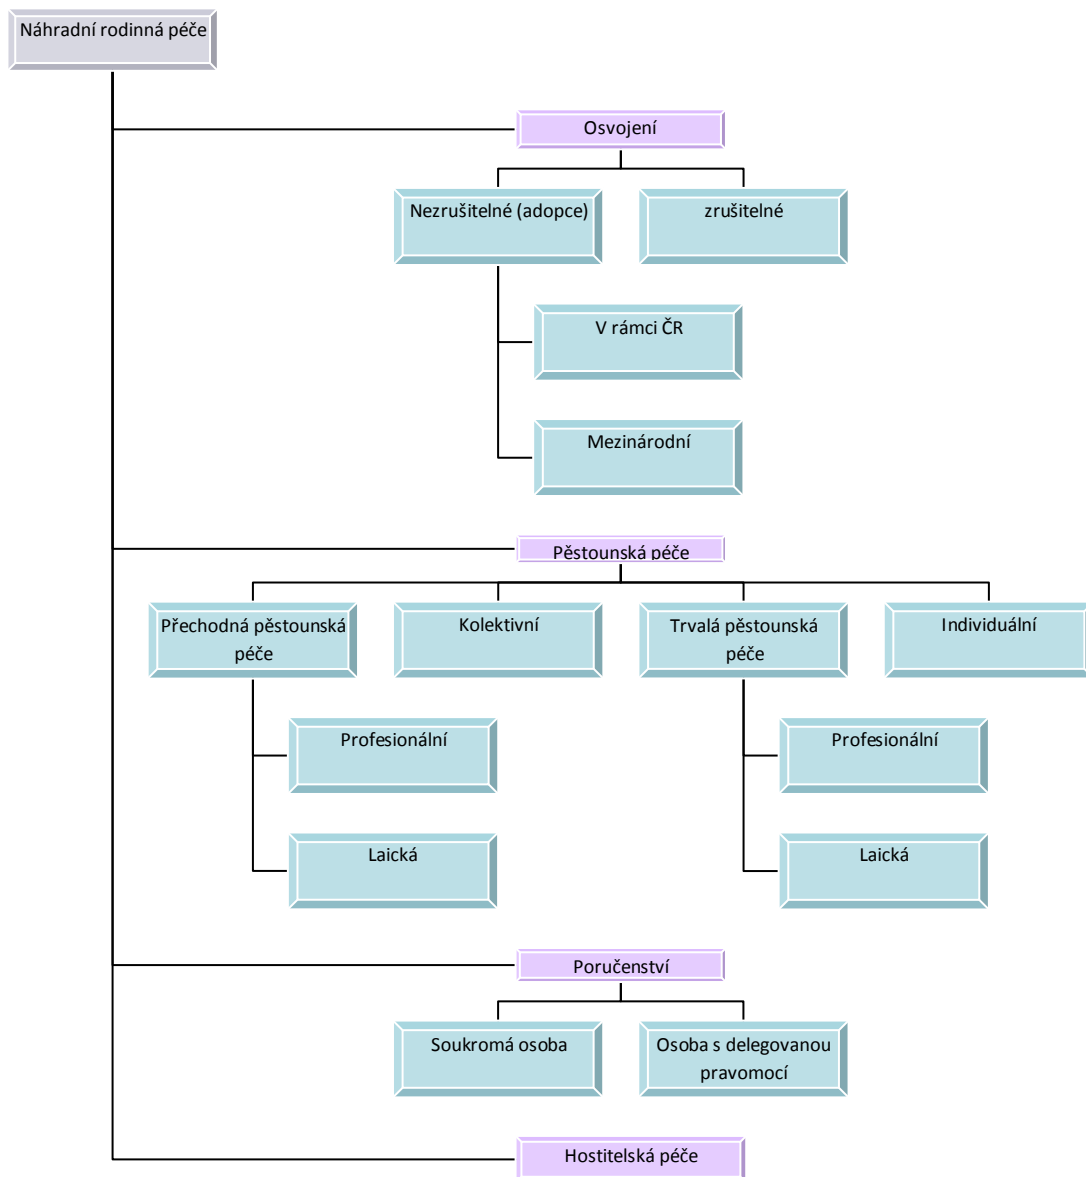 Náhradní rodinná péče
Osvojení
Nezrušitelné (adopce)
zrušitelné
V rámci ČR
Mezinárodní
Pěstounská péče
Přechodná pěstounská
péče
Kolektivní
Trvalá pěstounská
péče
Individuální
Profesionální
Profesionální
Laická
Laická
Poručenství
Soukromá osoba
Osoba s delegovanou
pravomocí
Hostitelská péče